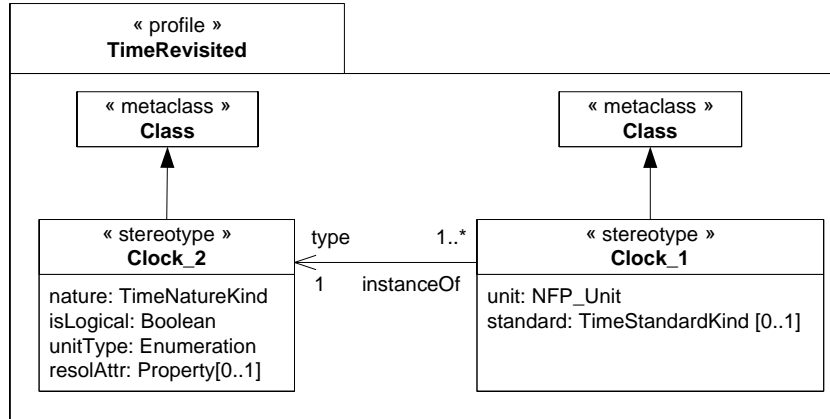 « profile »
TimeRevisited
« metaclass »
Class
« metaclass »
Class
« stereotype »
Clock_2
nature: TimeNatureKind
isLogical: Boolean
unitType: Enumeration
resolAttr: Property[0..1]
type
1..*
1
instanceOf
« stereotype »
Clock_1
unit: NFP_Unit
standard: TimeStandardKind [0..1]